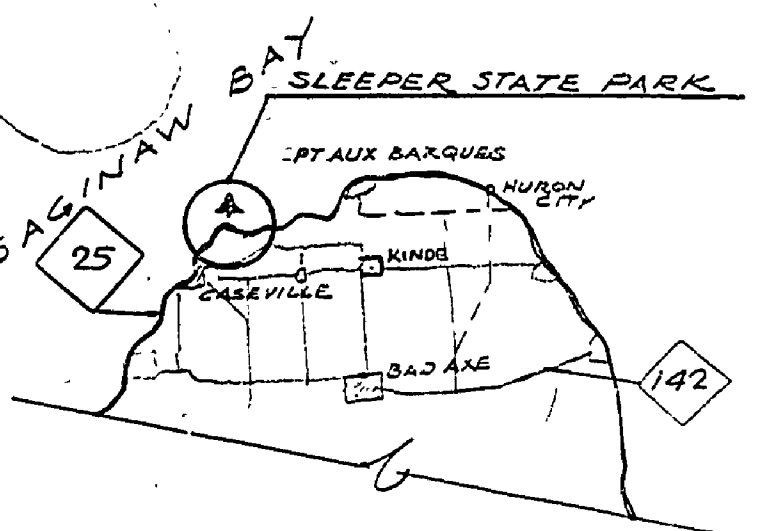 SAGINAW BAY
SLEEPER STATE PARK
PT AUX BARQUES
HURON
CITY
25
KINDE
CASEVILLE
BAD AXE
142